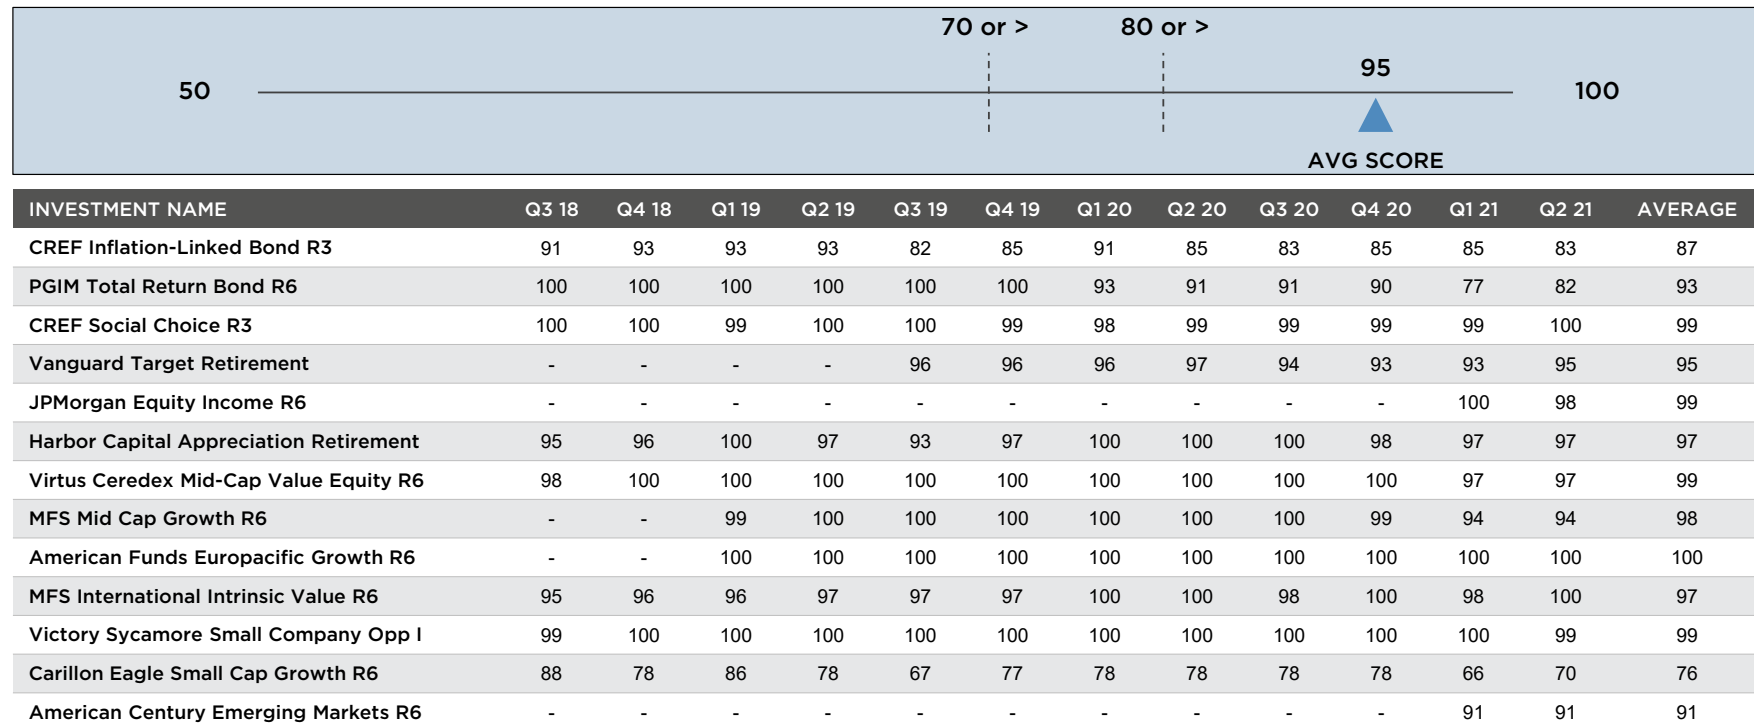 70 or > 80 or >
95
50 100
AVG SCORE
INVESTMENT NAME Q3 18 Q4 18 Q1 19 Q2 19 Q3 19 Q4 19 Q1 20 Q2 20 Q3 20 Q4 20 Q1 21 Q2 21 AVERAGE
CREF Inflation-Linked Bond R3 91 93 93 93 82 85 91 85 83 85 85 83 87
PGIM Total Return Bond R6 100 100 100 100 100 100 93 91 91 90 77 82 93
CREF Social Choice R3 100 100 99 100 100 99 98 99 99 99 99 100 99
Vanguard Target Retirement - - - - 96 96 96 97 94 93 93 95 95
JPMorgan Equity Income R6 - - - - - - - - - - 100 98 99
Harbor Capital Appreciation Retirement 95 96 100 97 93 97 100 100 100 98 97 97 97
Virtus Ceredex Mid-Cap Value Equity R6 98 100 100 100 100 100 100 100 100 100 97 97 99
MFS Mid Cap Growth R6 - - 99 100 100 100 100 100 100 99 94 94 98
American Funds Europacific Growth R6 - - 100 100 100 100 100 100 100 100 100 100 100
MFS International Intrinsic Value R6 95 96 96 97 97 97 100 100 98 100 98 100 97
Victory Sycamore Small Company Opp I 99 100 100 100 100 100 100 100 100 100 100 99 99
Carillon Eagle Small Cap Growth R6 88 78 86 78 67 77 78 78 78 78 66 70 76
American Century Emerging Markets R6 - - - - - - - - - - 91 91 91